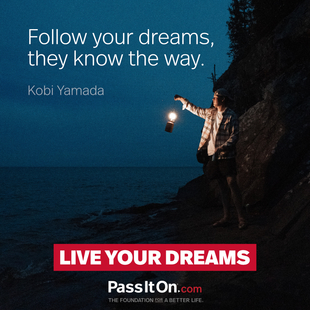 Follow your dreams,
they know the way.
Kobi Yamada
LIVE YOUR DREAMS
PassItOn.com
THE FOUNDATION FOR A BETTER LIFE.